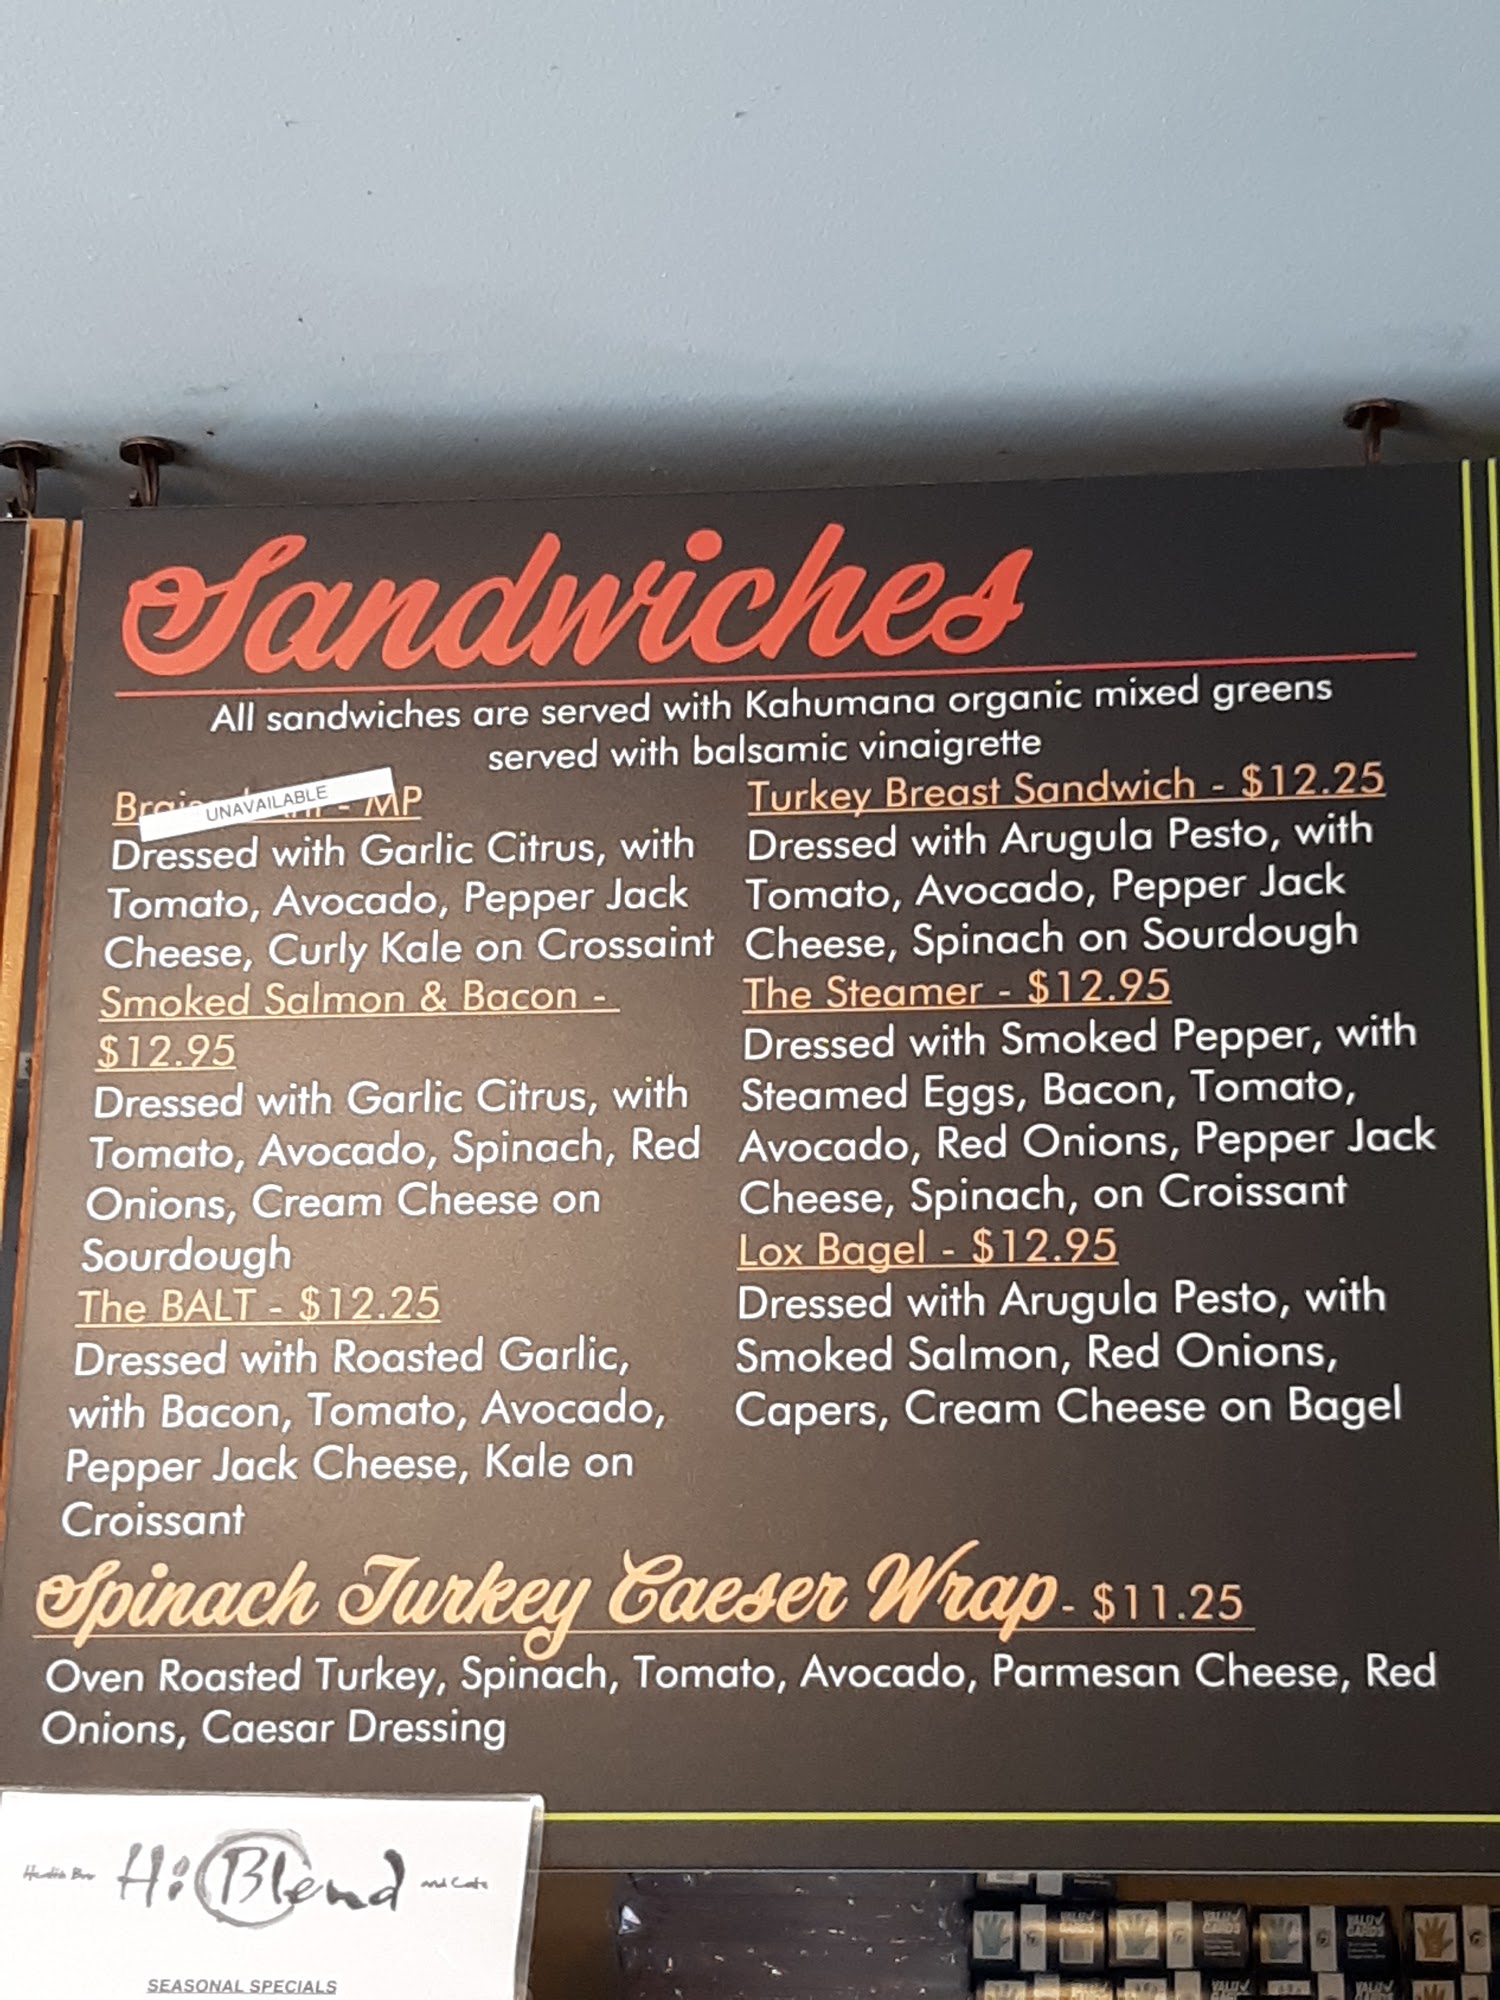 Sandwiches
All sandwiches are served with Kahumana organic mixed greens
served with balsamic vinaigrette
UNAVAILABLE
- MP
Dressed with Garlic Citrus, with
Tomato, Avocado, Pepper Jack
Cheese, Curly Kale on Crossaint
Smoked Salmon & Bacon -
$12.95
Dressed with Garlic Citrus, with
Tomato, Avocado, Spinach, Red
Onions, Cream Cheese on
Sourdough
The BALT - $12.25
Dressed with Roasted Garlic,
with Bacon, Tomato, Avocado,
Pepper Jack Cheese, Kale on
Croissant
Turkey Breast Sandwich - $12.25
Dressed with Arugula Pesto, with
Tomato, Avocado, Pepper Jack
Cheese, Spinach on Sourdough
The Steamer - $12.95
Dressed with Smoked Pepper, with
Steamed Eggs, Bacon, Tomato,
Avocado, Red Onions, Pepper Jack
Cheese, Spinach, on Croissant
Lox Bagel - $12.95
Dressed with Arugula Pesto, with
Smoked Salmon, Red Onions,
Capers, Cream Cheese on Bagel
Spinach Turkey Caeser Wrap - $11.25
Oven Roasted Turkey, Spinach, Tomato, Avocado, Parmesan Cheese, Red
Onions, Caesar Dressing
Health Bar Hi Blend and Cafe
SEASONAL SPECIALS